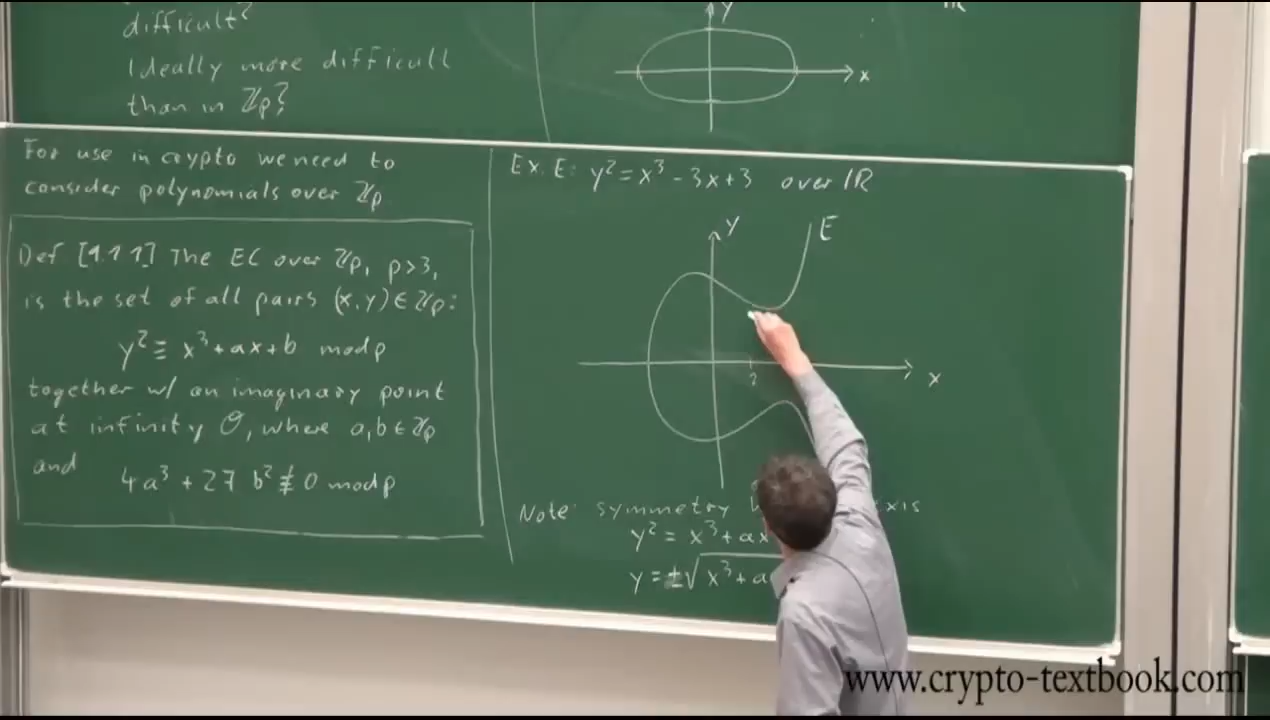 difficult?
Ideally more difficult
than in ℤp?
y
x
For use in crypto we need to
consider polynomials over ℤp
Def [9.1.1] The EC over ℤp, p>3,
is the set of all pairs (x,y)∈ℤp:
y² ≡ x³+ax+b mod p
together w/ an imaginary point
at infinity O, where a,b∈ℤp
and
4a³ + 27 b² ≢ 0 mod p
Ex. E: y² = x³ - 3x + 3 over ℝ
y
E
x
Note: symmetry
y² = x³ + ax
y = ±√x³ + a
www.crypto-textbook.com